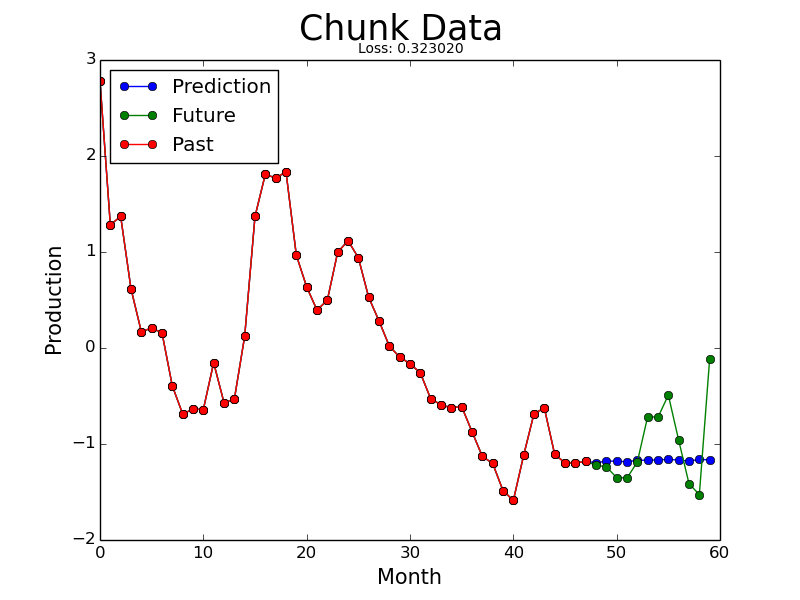 Chunk Data
Loss: 0.323020
3
2
1
0
−1
−2
Production
Prediction
Future
Past
0 10 20 30 40 50 60
Month